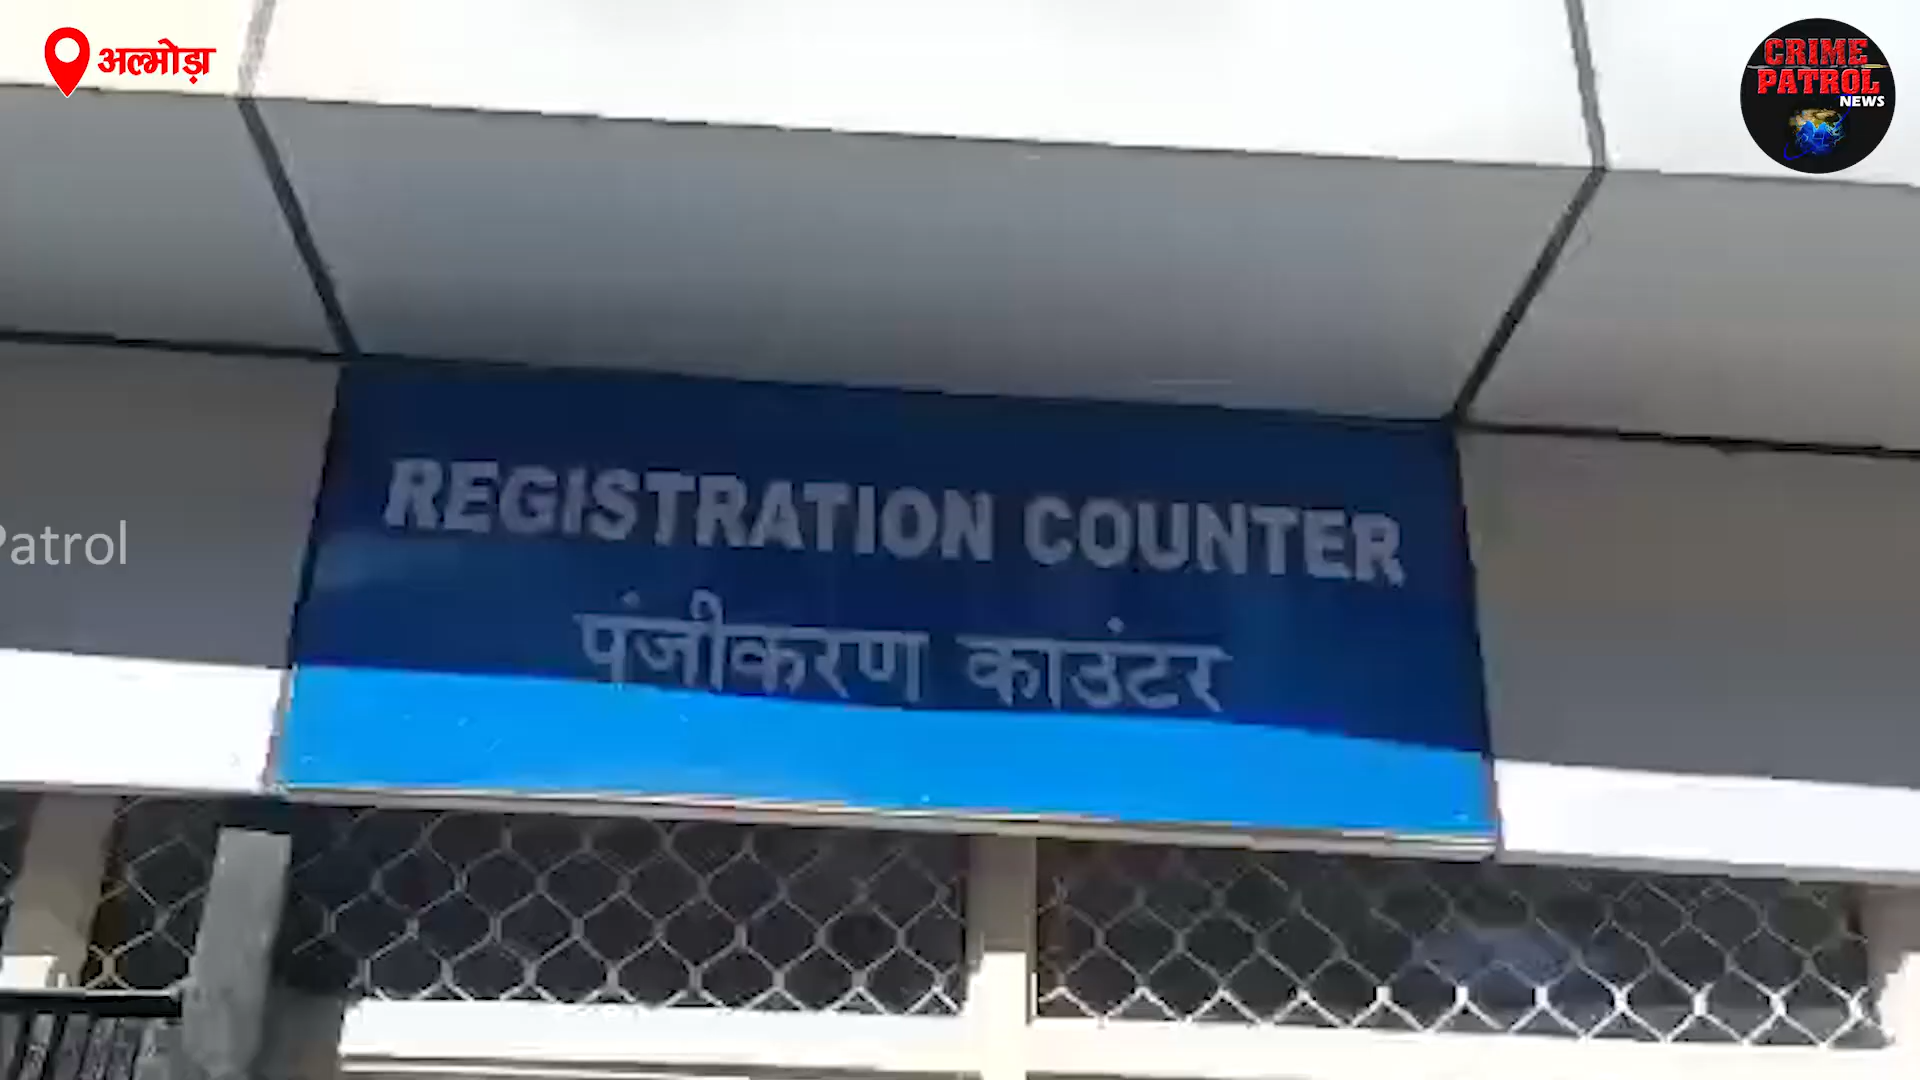 अल्मोड़ा
CRIME
PATROL
NEWS
REGISTRATION COUNTER
Patrol
पंजीकरण काउंटर